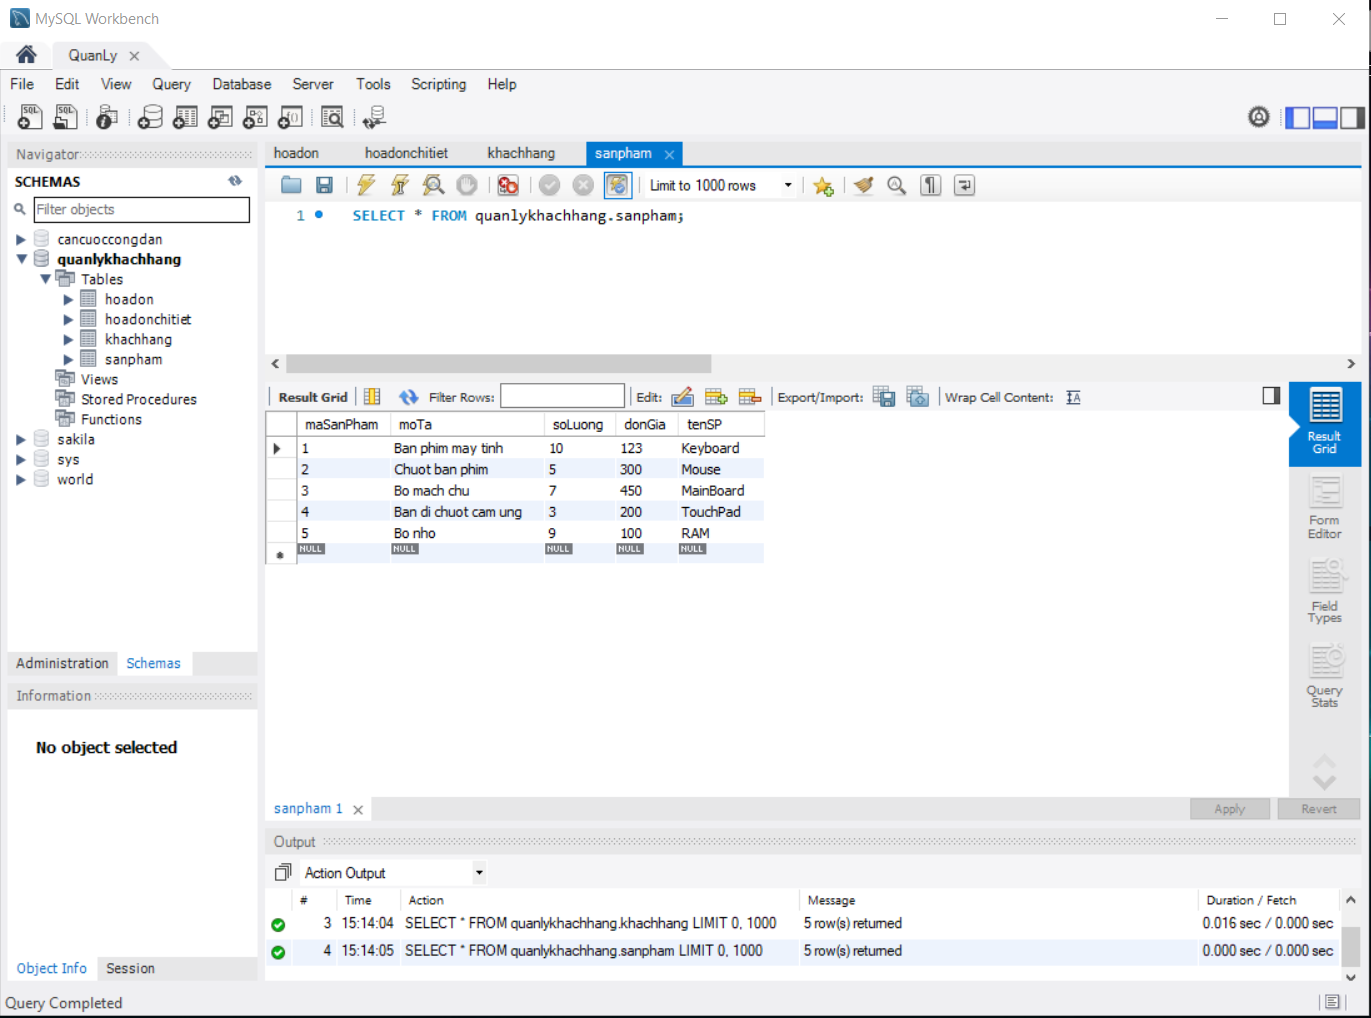 MySQL Workbench
QuanLy
File Edit View Query Database Server Tools Scripting Help
Navigator
SCHEMAS
Filter objects
cancuoccongdan
quanlykhachhang
Tables
hoadon
hoadonchitiet
khachhang
sanpham
Views
Stored Procedures
Functions
sakila
sys
world
Administration Schemas
Information
No object selected
Object Info Session
hoadon hoadonchitiet khachhang sanpham
Limit to 1000 rows
1 SELECT * FROM quanlykhachhang.sanpham;
Result Grid Filter Rows: Edit: Export/Import: Wrap Cell Content:
maSanPham moTa soLuong donGia tenSP
1 Ban phim may tinh 10 123 Keyboard
2 Chuot ban phim 5 300 Mouse
3 Bo mach chu 7 450 MainBoard
4 Ban di chuot cam ung 3 200 TouchPad
5 Bo nho 9 100 RAM
NULL NULL NULL NULL NULL
Result
Grid
Form
Editor
Field
Types
Query
Stats
sanpham 1
Apply Revert
Output
Action Output
# Time Action Message Duration / Fetch
3 15:14:04 SELECT * FROM quanlykhachhang.khachhang LIMIT 0, 1000 5 row(s) returned 0.016 sec / 0.000 sec
4 15:14:05 SELECT * FROM quanlykhachhang.sanpham LIMIT 0, 1000 5 row(s) returned 0.000 sec / 0.000 sec
Query Completed